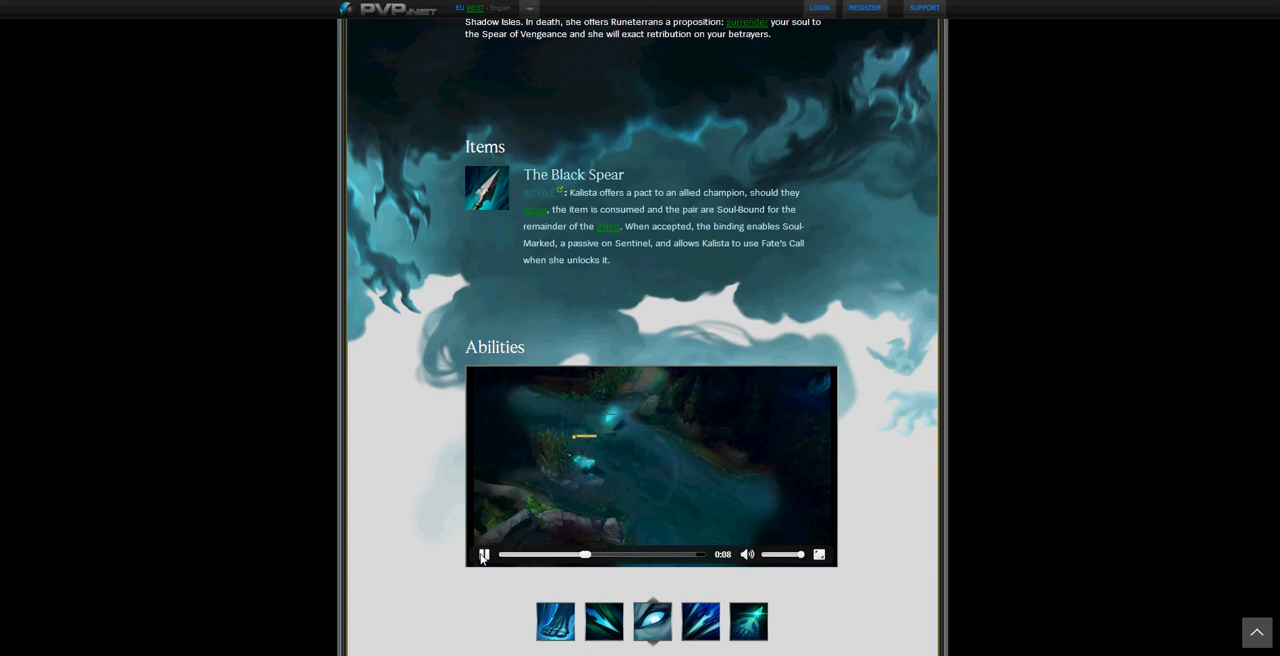 PVP.NET EU WEST - English LOGIN REGISTER SUPPORT
Shadow Isles. In death, she offers Runeterrans a proposition: surrender your soul to
the Spear of Vengeance and she will exact retribution on your betrayers.
Items
The Black Spear
ACTIVE : Kalista offers a pact to an allied champion, should they
, the item is consumed and the pair are Soul-Bound for the
remainder of the game. When accepted, the binding enables Soul-
Marked, a passive on Sentinel, and allows Kalista to use Fate's Call
when she unlocks it.
Abilities
0:08